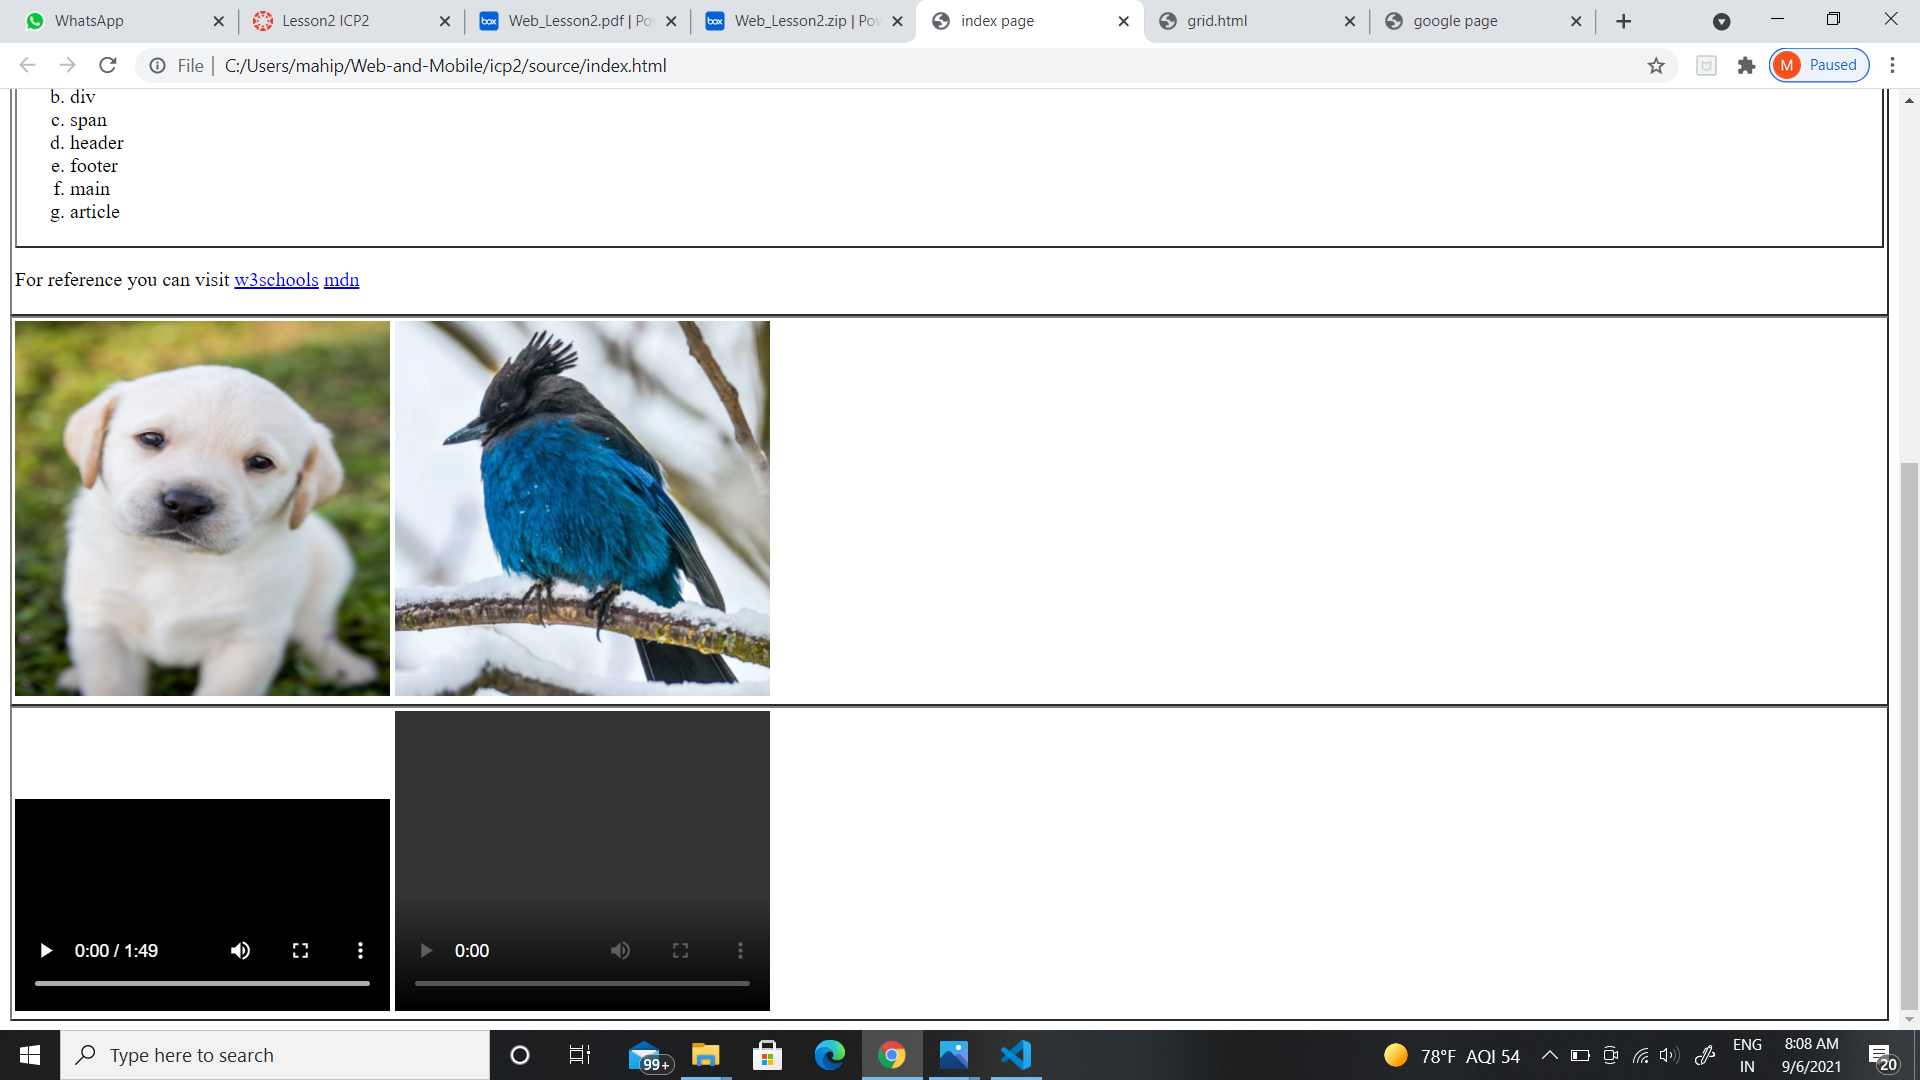 WhatsApp
Lesson2 ICP2
Web_Lesson2.pdf | Po
Web_Lesson2.zip | Pow
index page
grid.html
google page
File
C:/Users/mahip/Web-and-Mobile/icp2/source/index.html
M
Paused
b. div
c. span
d. header
e. footer
f. main
g. article
For reference you can visit w3schools mdn
0:00 / 1:49
0:00
Type here to search
99+
78°F AQI 54
ENG
IN
8:08 AM
9/6/2021
20